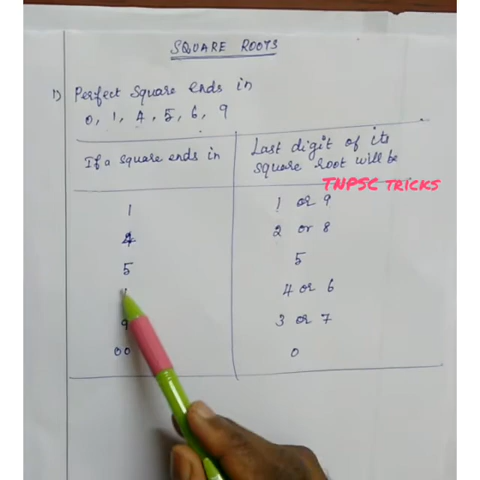 SQUARE ROOTS
1) Perfect Square ends in
0, 1, 4, 5, 6, 9
If a square ends in
Last digit of its
square root will be
TNPSC TRICKS
1
1 or 9
4
2 or 8
5
5
4 or 6
9
3 or 7
00
0